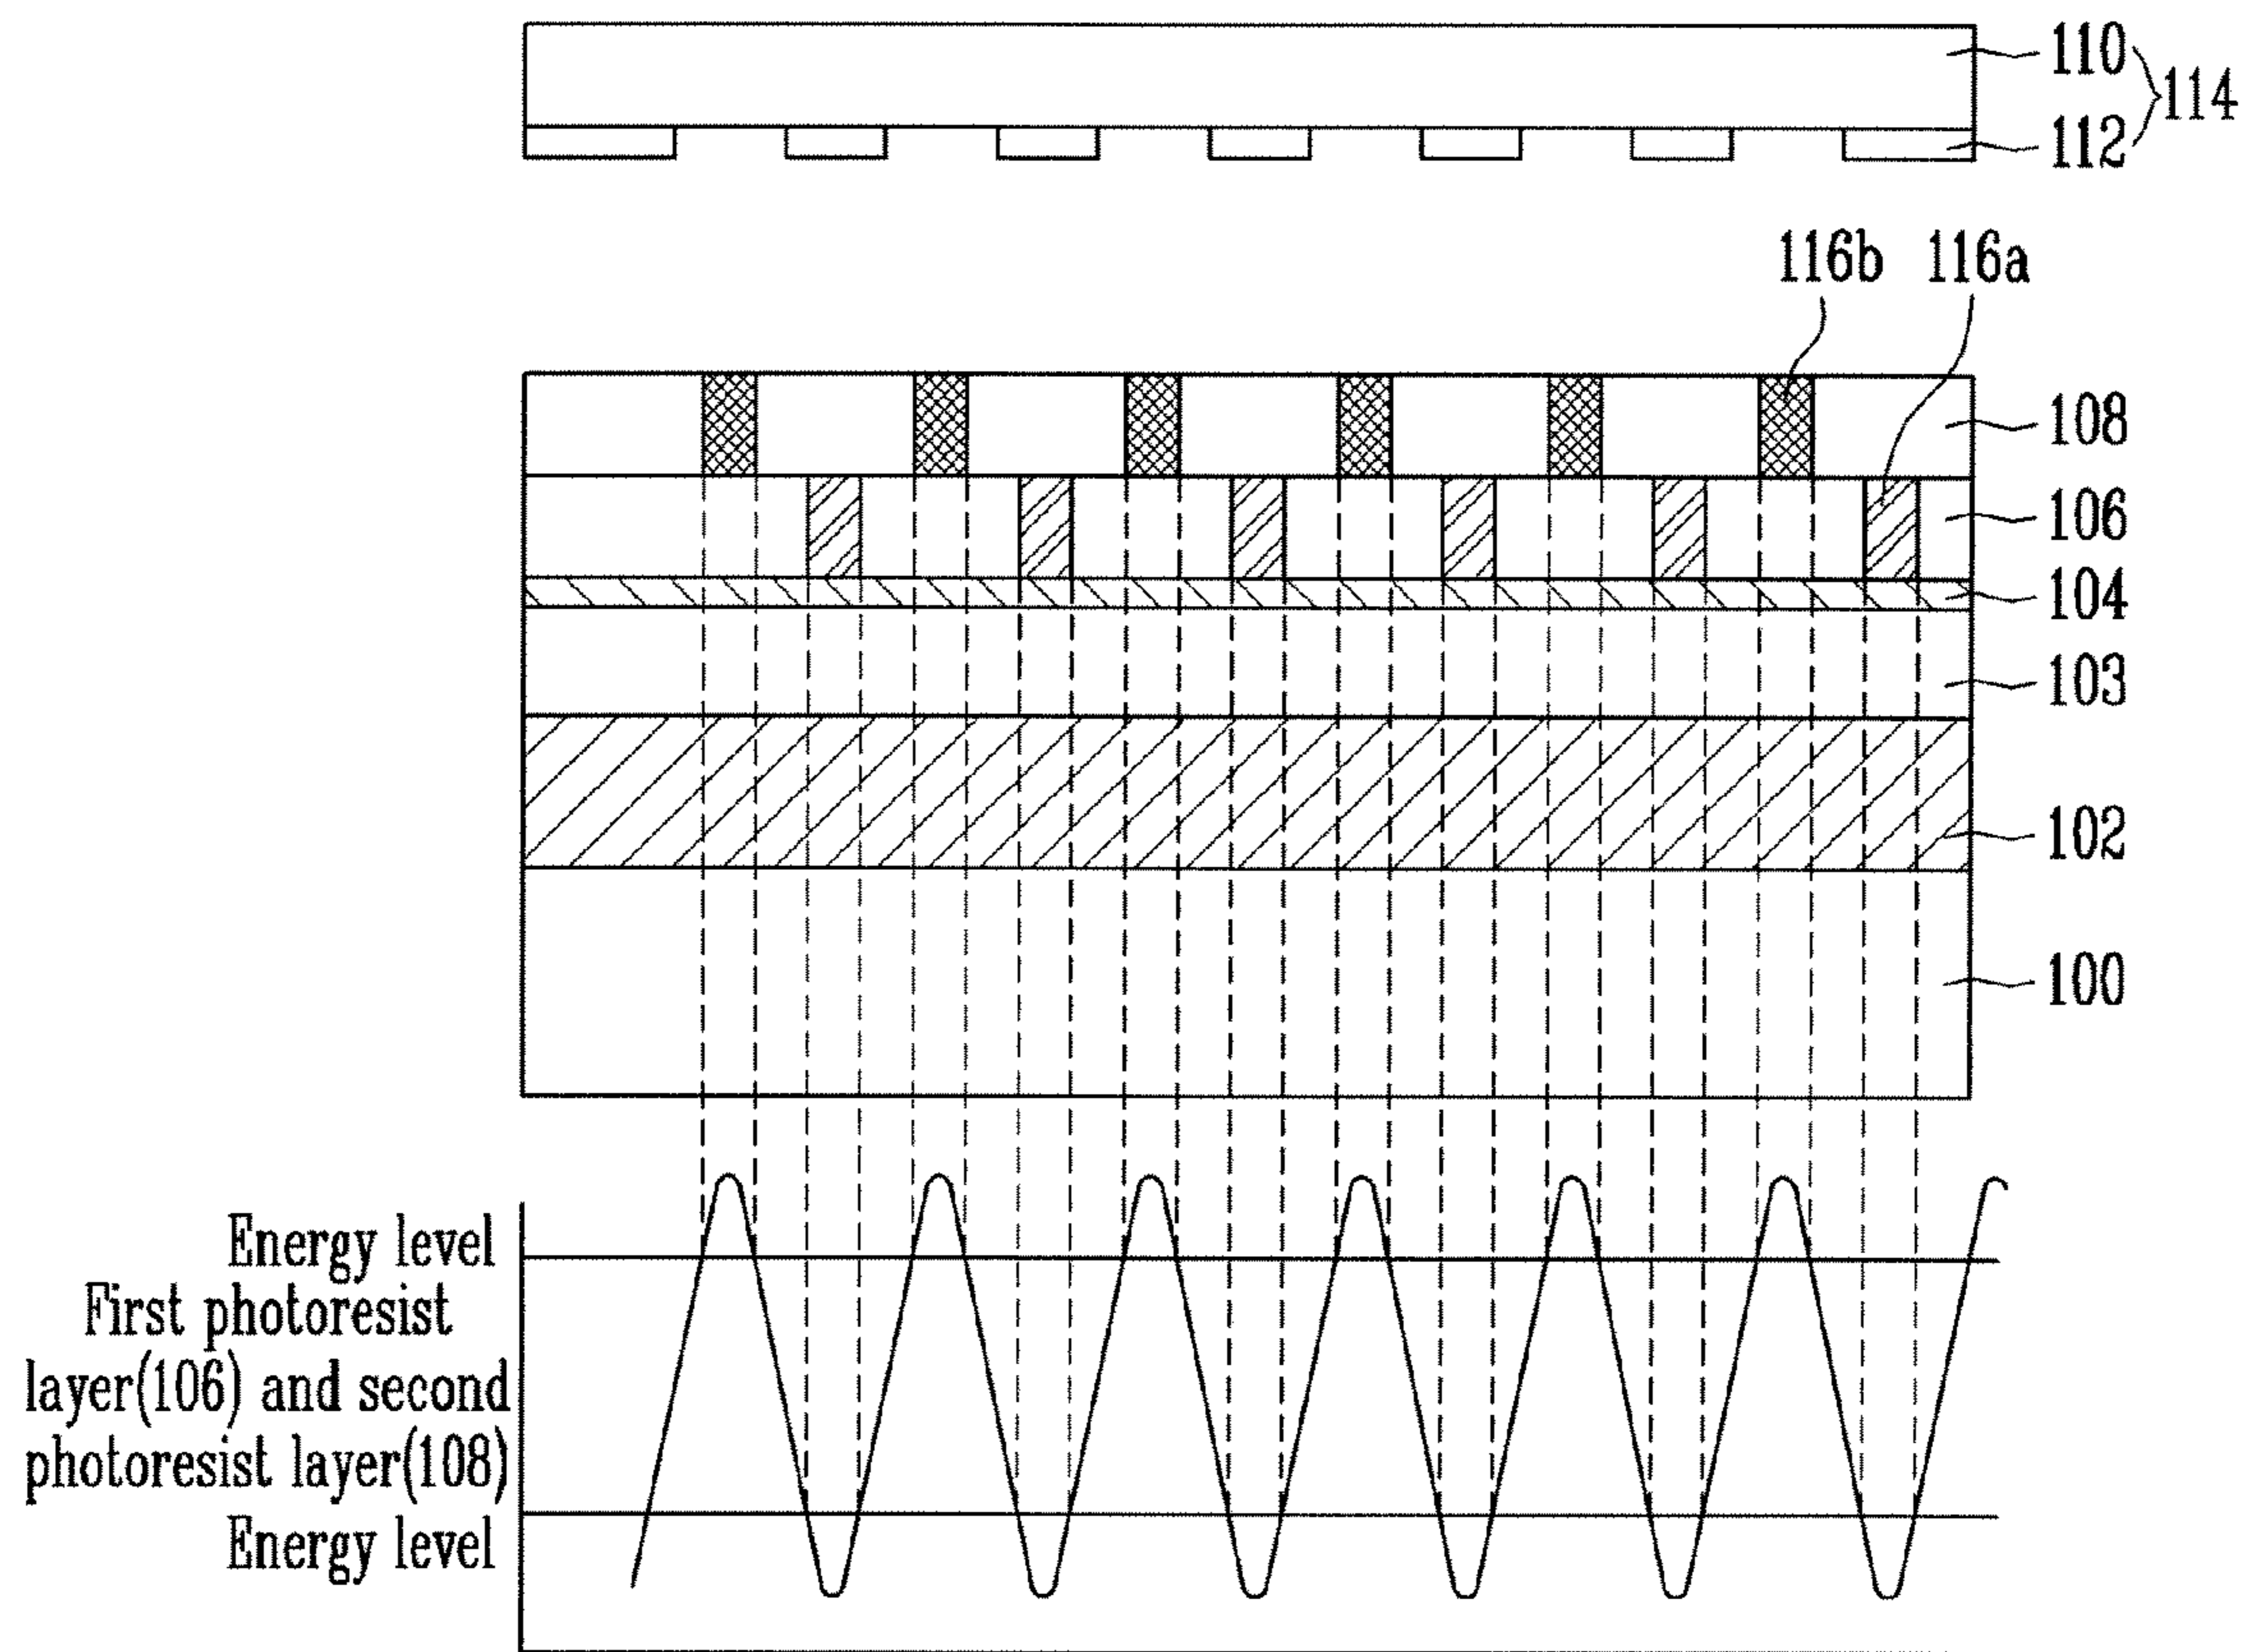 110
114
112
116b 116a
108
106
104
103
102
100
Energy level
First photoresist
layer(106) and second
photoresist layer(108)
Energy level